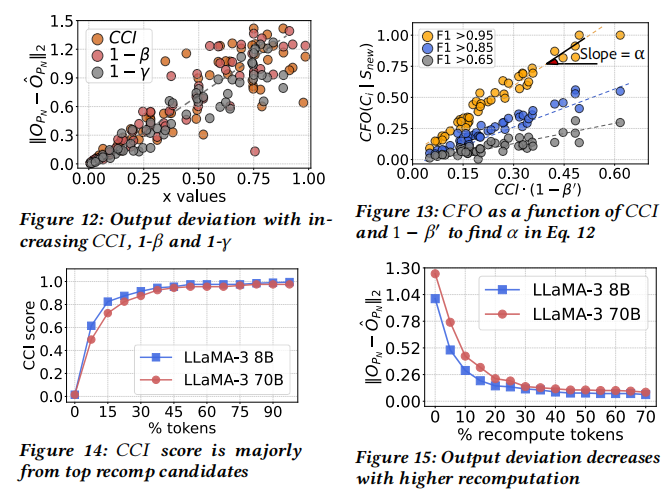 1.5
1.2
0.9
0.6
0.3
0.0
‖O_{P_N} − Ô_{P_N}‖₂
CCI
1 − β
1 − γ
0.00 0.25 0.50 0.75 1.00
x values
Figure 12: Output deviation with in-
creasing CCI, 1-β and 1-γ
1.00
0.75
0.50
0.25
0.00
CFO(C_i | S_{new})
F1 >0.95
F1 >0.85
F1 >0.65
Slope = α
0.00 0.15 0.30 0.45 0.60
CCI · (1 − β′)
Figure 13: CFO as a function of CCI
and 1 − β′ to find α in Eq. 12
1.0
0.8
0.6
0.4
0.2
0.0
CCI score
LLaMA-3 8B
LLaMA-3 70B
0 15 30 45 60 75 90
% tokens
Figure 14: CCI score is majorly
from top recomp candidates
1.30
1.04
0.78
0.52
0.26
0.00
‖O_{P_N} − Ô_{P_N}‖₂
LLaMA-3 8B
LLaMA-3 70B
0 10 20 30 40 50 60 70
% recompute tokens
Figure 15: Output deviation decreases
with higher recomputation